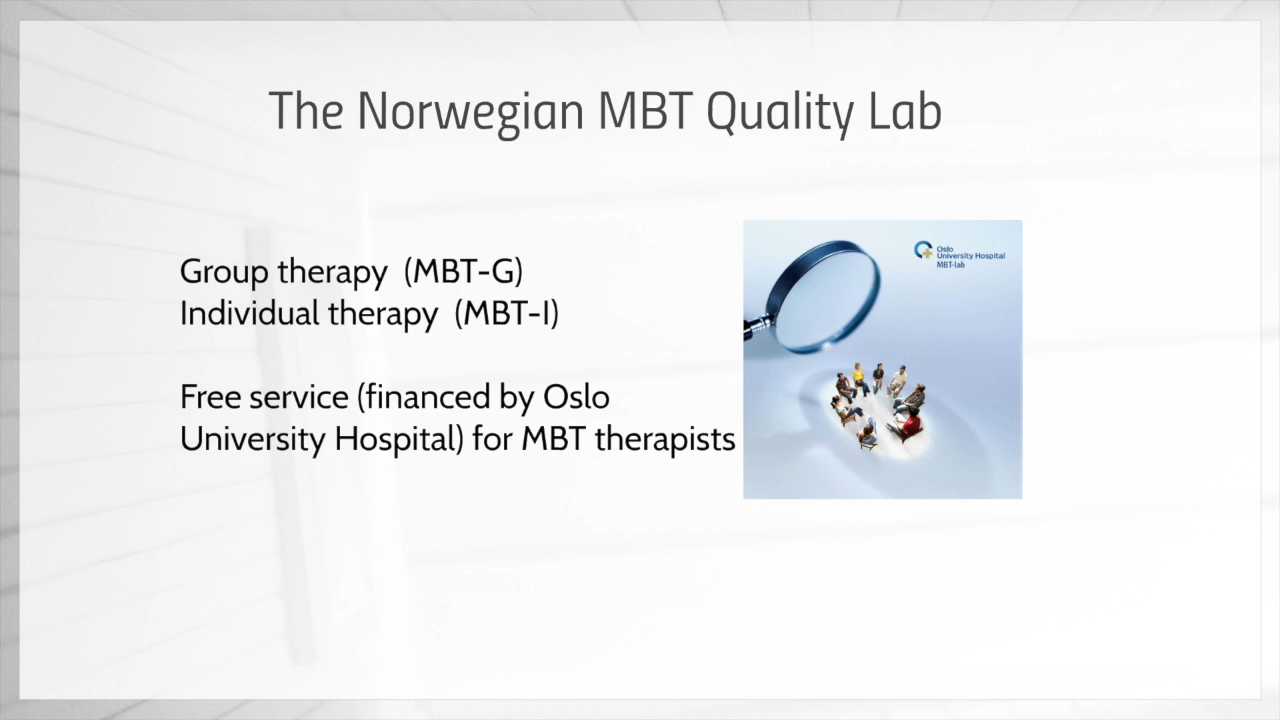 The Norwegian MBT Quality Lab
Group therapy (MBT-G)
Individual therapy (MBT-I)
Free service (financed by Oslo
University Hospital) for MBT therapists
Oslo
University Hospital
MBT-lab